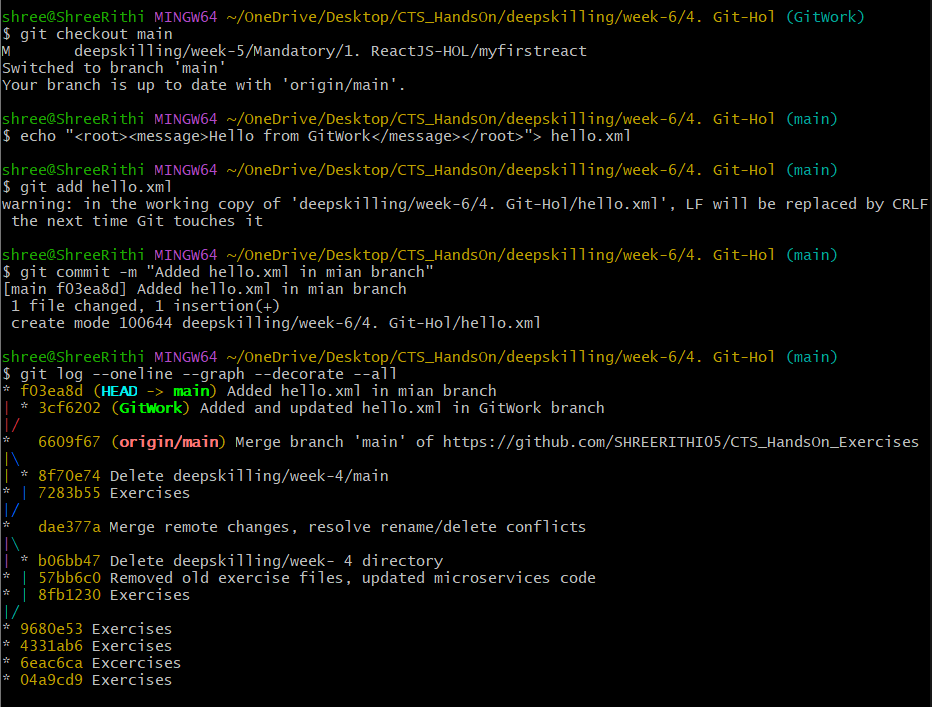 shree@ShreeRithi MINGW64 ~/OneDrive/Desktop/CTS_HandsOn/deepskilling/week-6/4. Git-Hol (GitWork)
$ git checkout main
M       deepskilling/week-5/Mandatory/1. ReactJS-HOL/myfirstreact
Switched to branch 'main'
Your branch is up to date with 'origin/main'.
shree@ShreeRithi MINGW64 ~/OneDrive/Desktop/CTS_HandsOn/deepskilling/week-6/4. Git-Hol (main)
$ echo "<root><message>Hello from GitWork</message></root>"> hello.xml
shree@ShreeRithi MINGW64 ~/OneDrive/Desktop/CTS_HandsOn/deepskilling/week-6/4. Git-Hol (main)
$ git add hello.xml
warning: in the working copy of 'deepskilling/week-6/4. Git-Hol/hello.xml', LF will be replaced by CRLF
 the next time Git touches it
shree@ShreeRithi MINGW64 ~/OneDrive/Desktop/CTS_HandsOn/deepskilling/week-6/4. Git-Hol (main)
$ git commit -m "Added hello.xml in mian branch"
[main f03ea8d] Added hello.xml in mian branch
 1 file changed, 1 insertion(+)
 create mode 100644 deepskilling/week-6/4. Git-Hol/hello.xml
shree@ShreeRithi MINGW64 ~/OneDrive/Desktop/CTS_HandsOn/deepskilling/week-6/4. Git-Hol (main)
$ git log --oneline --graph --decorate --all
* f03ea8d (HEAD -> main) Added hello.xml in mian branch
| * 3cf6202 (GitWork) Added and updated hello.xml in GitWork branch
|/
*   6609f67 (origin/main) Merge branch 'main' of https://github.com/SHREERITHI05/CTS_HandsOn_Exercises
|\
| * 8f70e74 Delete deepskilling/week-4/main
* | 7283b55 Exercises
|/
*   dae377a Merge remote changes, resolve rename/delete conflicts
|\
| * b06bb47 Delete deepskilling/week- 4 directory
* | 57bb6c0 Removed old exercise files, updated microservices code
* | 8fb1230 Exercises
|/
* 9680e53 Exercises
* 4331ab6 Exercises
* 6eac6ca Excercises
* 04a9cd9 Exercises